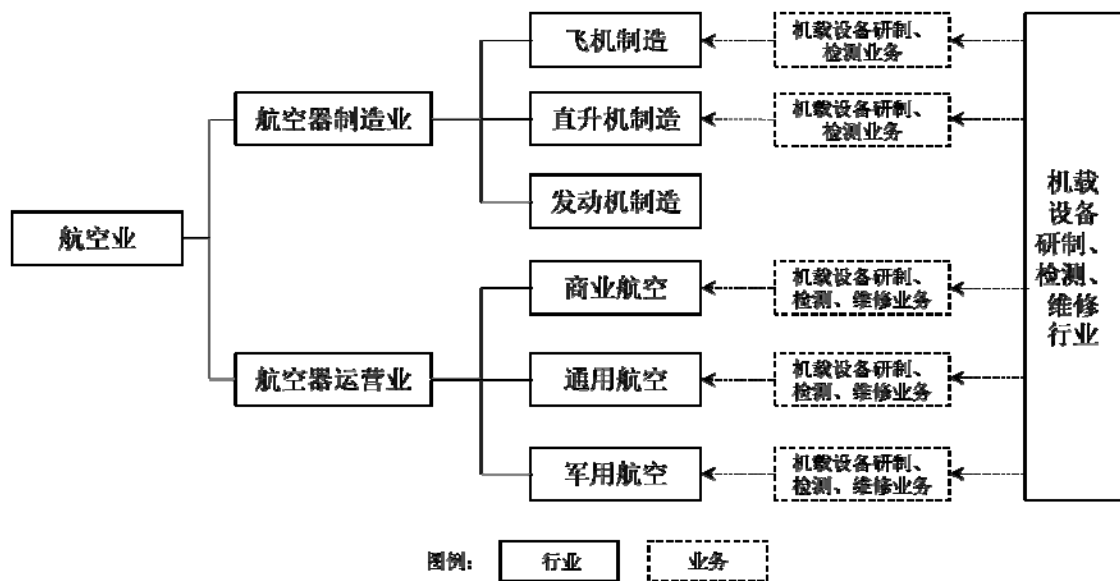 航空业
航空器制造业
航空器运营业
飞机制造
直升机制造
发动机制造
商业航空
通用航空
军用航空
机载设备研制、
检测业务
机载设备研制、
检测业务
机载设备研制、
检测、维修业务
机载设备研制、
检测、维修业务
机载设备研制、
检测、维修业务
机载
设备
研制、
检测、
维修
行业
图例：
行业
业务